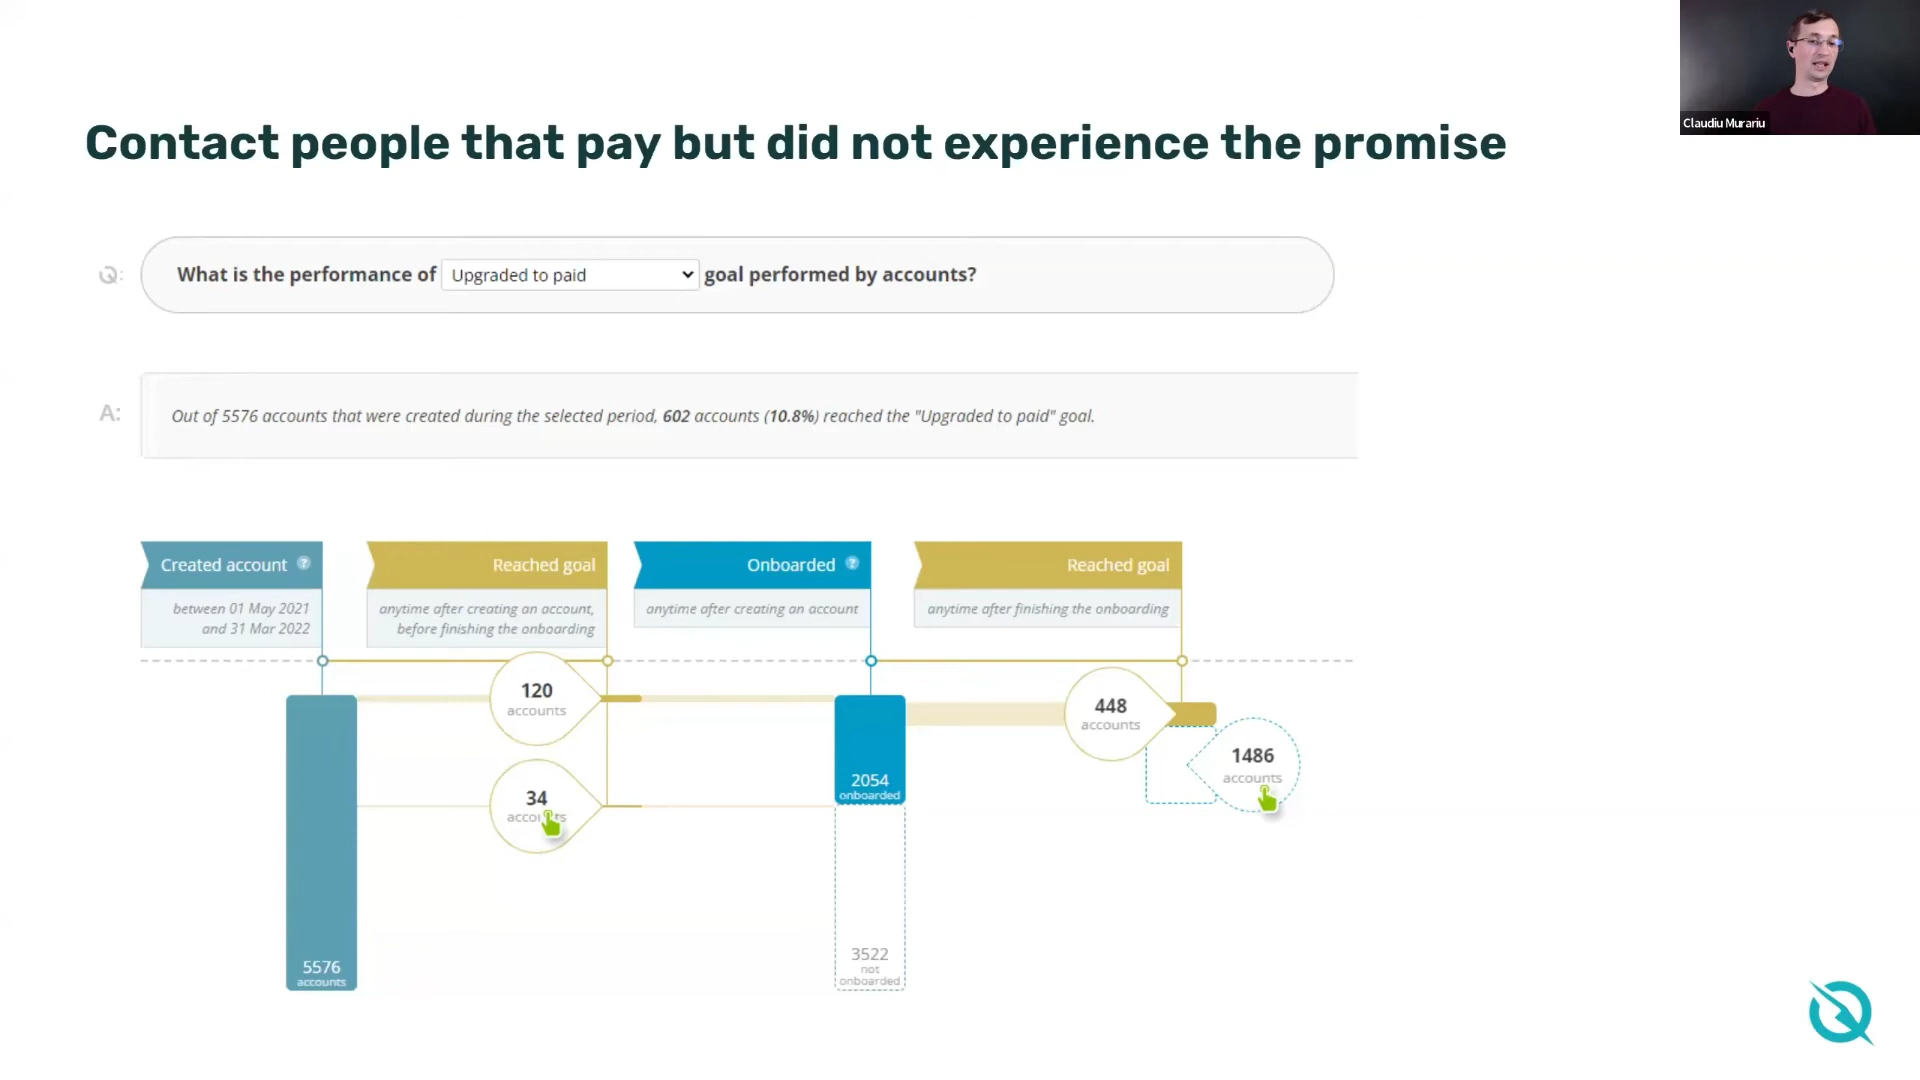 Claudiu Murariu
Contact people that pay but did not experience the promise
Q:
What is the performance of Upgraded to paid goal performed by accounts?
A:
Out of 5576 accounts that were created during the selected period, 602 accounts (10.8%) reached the "Upgraded to paid" goal.
Created account ?
between 01 May 2021
and 31 Mar 2022
Reached goal
anytime after creating an account,
before finishing the onboarding
Onboarded ?
anytime after creating an account
Reached goal
anytime after finishing the onboarding
120
accounts
34
accounts
448
accounts
1486
accounts
2054
onboarded
3522
not
onboarded
5576
accounts